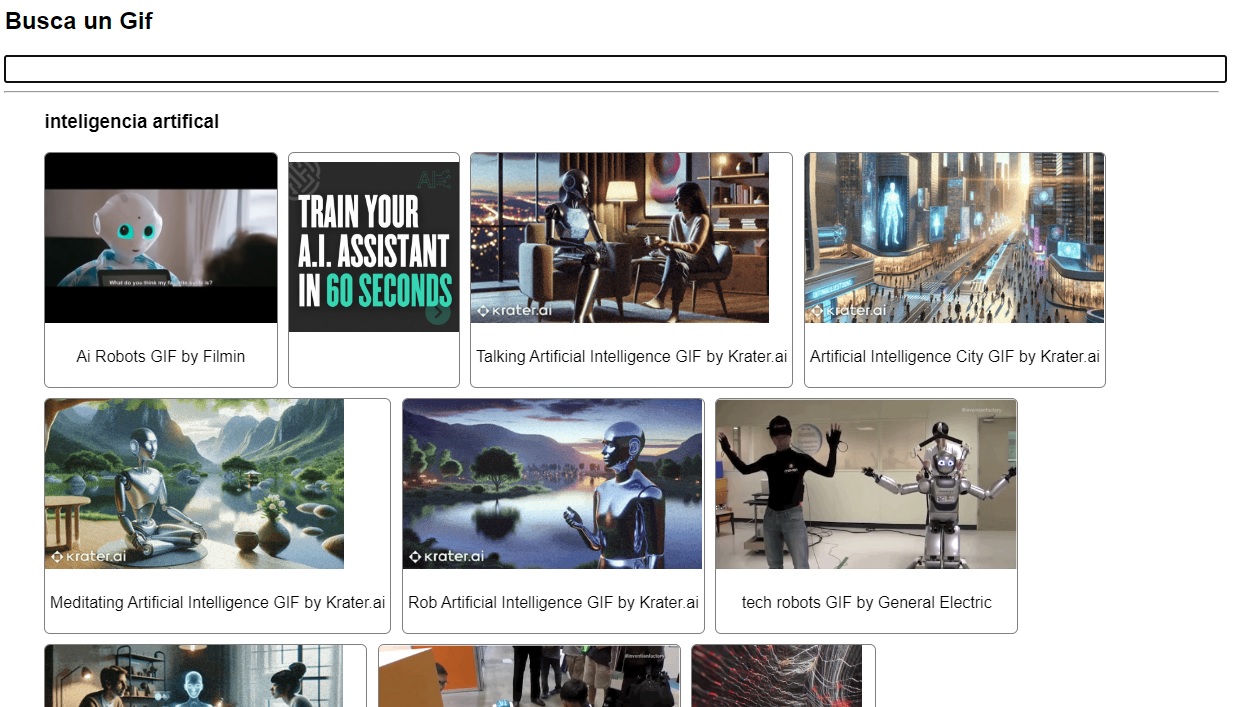 Busca un Gif
inteligencia artifical
What do you think my
AI
TRAIN YOUR
A.I. ASSISTANT
IN 60 SECONDS
krater.ai
krater.ai
Ai Robots GIF by Filmin
Talking Artificial Intelligence GIF by Krater.ai
Artificial Intelligence City GIF by Krater.ai
krater.ai
krater.ai
Meditating Artificial Intelligence GIF by Krater.ai
Rob Artificial Intelligence GIF by Krater.ai
tech robots GIF by General Electric